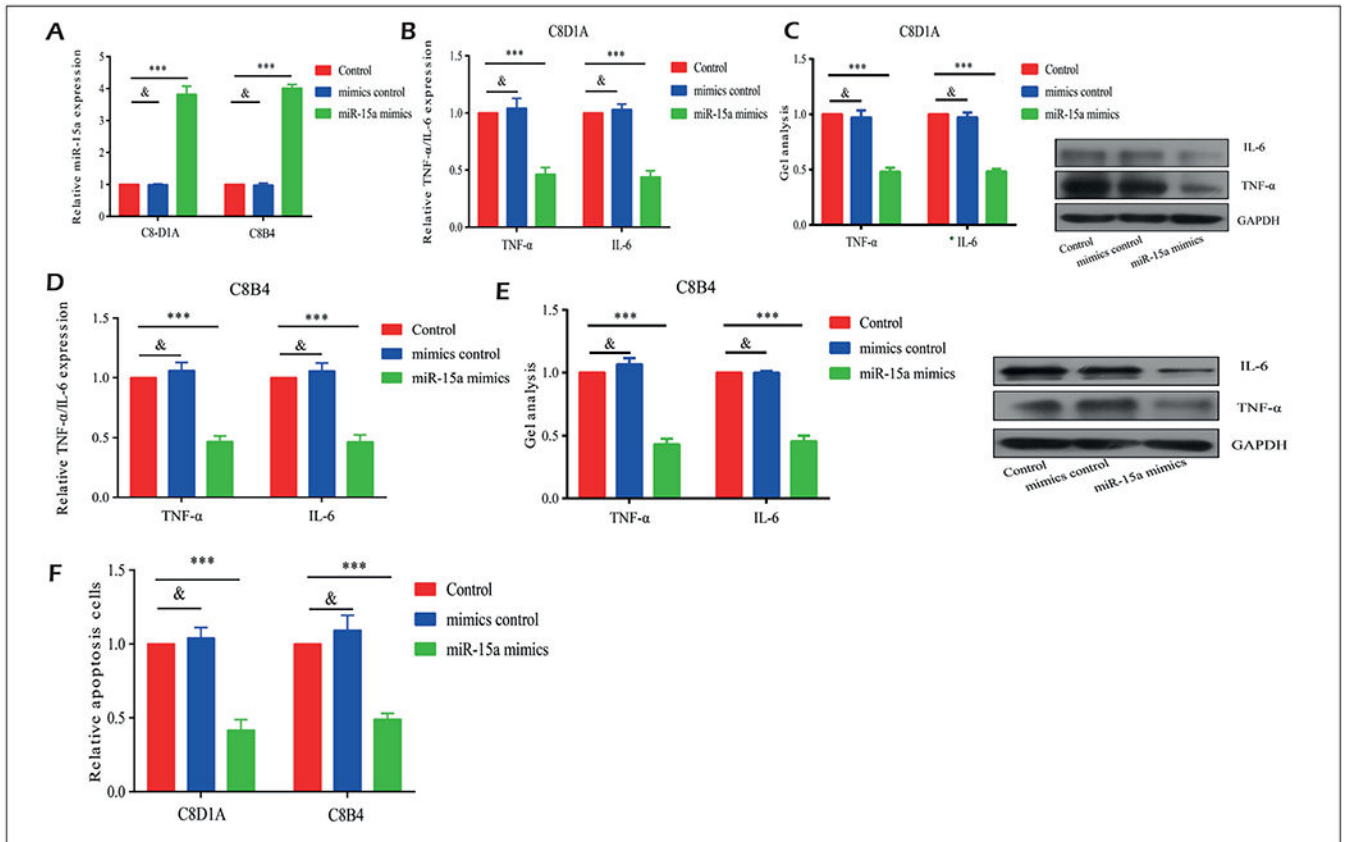 A
Relative miR-15a expression
5
4
3
2
1
0
***
***
&
&
C8-D1A
C8B4
Control
mimics control
miR-15a mimics
B
C8D1A
Relative TNF-α/IL-6 expression
1.5
1.0
0.5
0.0
***
***
&
&
TNF-α
IL-6
Control
mimics control
miR-15a mimics
C
C8D1A
Gel analysis
1.5
1.0
0.5
0.0
***
***
&
&
TNF-α
* IL-6
Control
mimics control
miR-15a mimics
IL-6
TNF-α
GAPDH
Control
mimics control
miR-15a mimics
D
C8B4
Relative TNF-α/IL-6 expression
1.5
1.0
0.5
0.0
***
***
&
&
TNF-α
IL-6
Control
mimics control
miR-15a mimics
E
C8B4
Gel analysis
1.5
1.0
0.5
0.0
***
***
&
&
TNF-α
IL-6
Control
mimics control
miR-15a mimics
IL-6
TNF-α
GAPDH
Control
mimics control
miR-15a mimics
F
Relative apoptosis cells
1.5
1.0
0.5
0.0
***
***
&
&
C8D1A
C8B4
Control
mimics control
miR-15a mimics